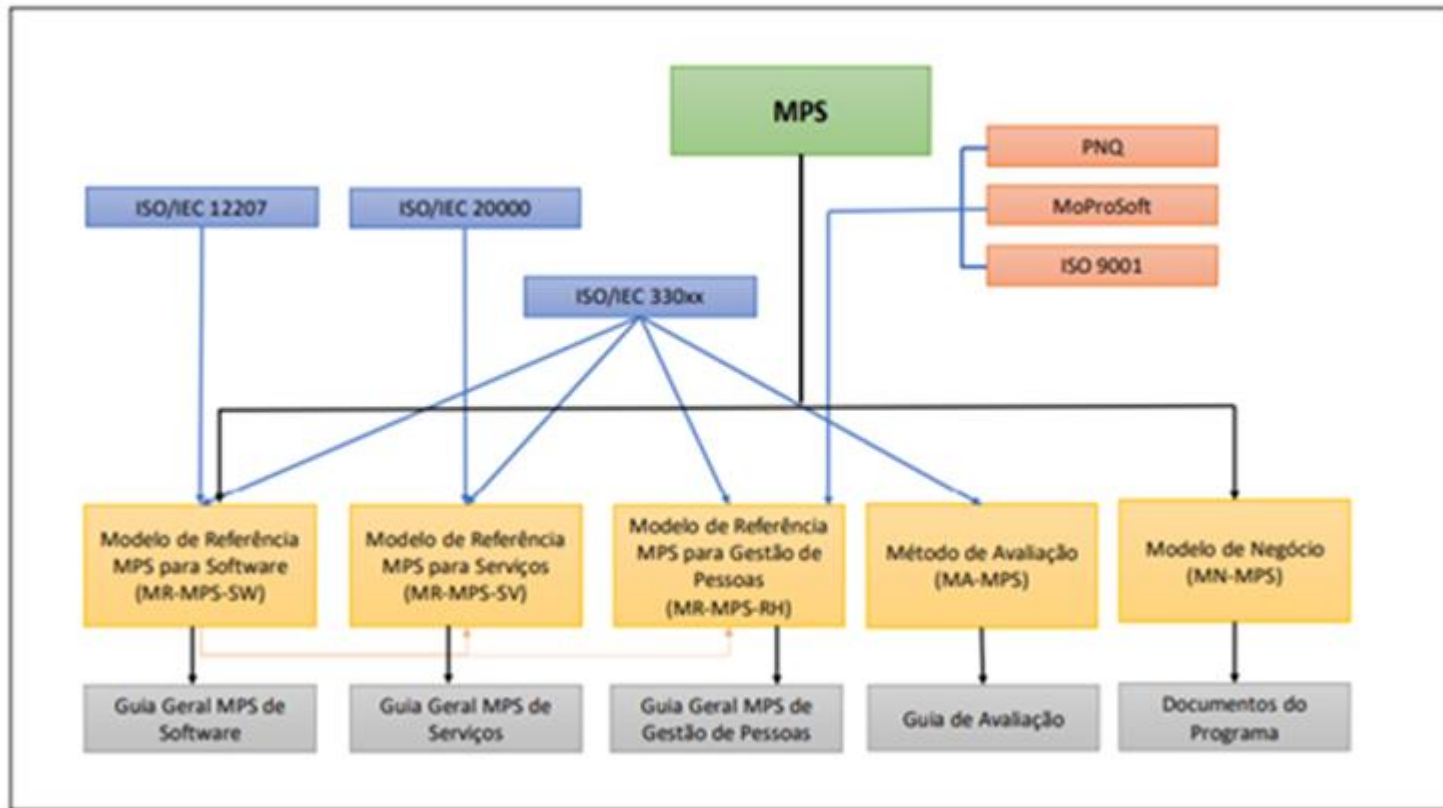 MPS
PNQ
ISO/IEC 12207
ISO/IEC 20000
MoProSoft
ISO 9001
ISO/IEC 330xx
Modelo de Referência
MPS para Software
(MR-MPS-SW)
Modelo de Referência
MPS para Serviços
(MR-MPS-SV)
Modelo de Referência
MPS para Gestão de
Pessoas
(MR-MPS-RH)
Método de Avaliação
(MA-MPS)
Modelo de Negócio
(MN-MPS)
Guia Geral MPS de
Software
Guia Geral MPS de
Serviços
Guia Geral MPS de
Gestão de Pessoas
Guia de Avaliação
Documentos do
Programa